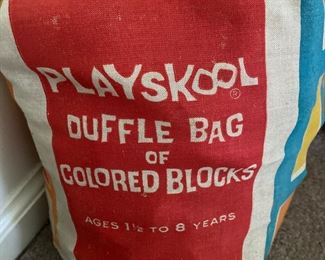 PLAYSKOOL ®
DUFFLE BAG
OF
COLORED BLOCKS
AGES 1½ TO 8 YEARS